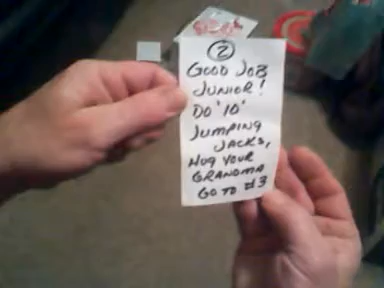 2
GOOD JOB
JUNIOR!
DO '10'
JUMPING
JACKS,
HUG YOUR
GRANDMA
GO TO #3